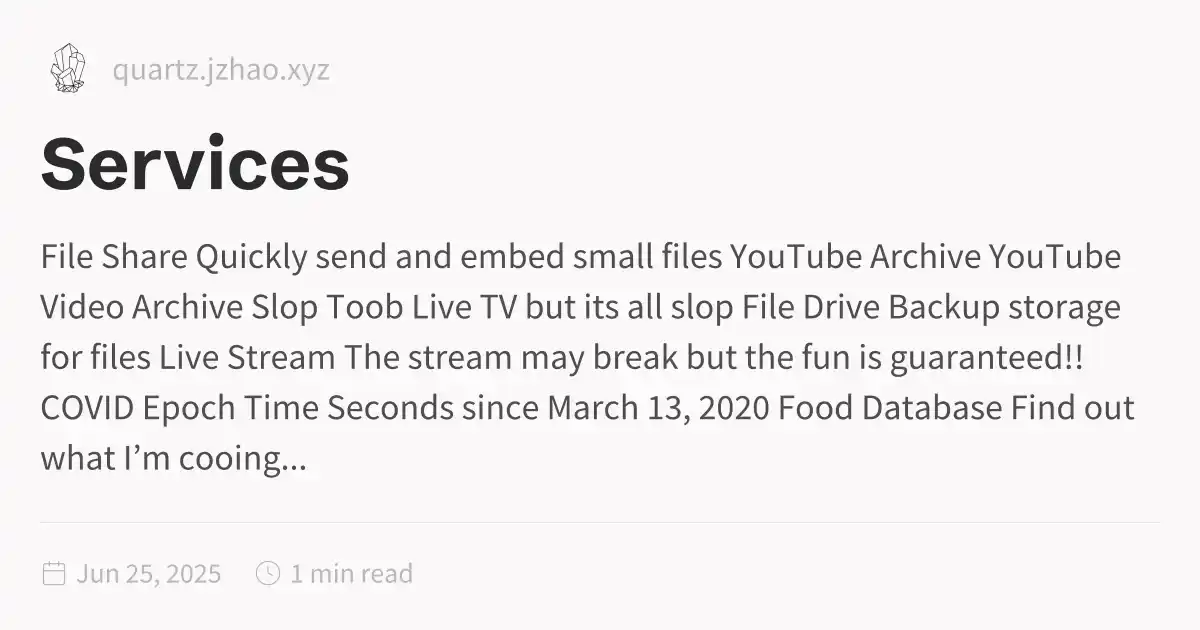 quartz.jzhao.xyz
Services
File Share Quickly send and embed small files YouTube Archive YouTube
Video Archive Slop Toob Live TV but its all slop File Drive Backup storage
for files Live Stream The stream may break but the fun is guaranteed!!
COVID Epoch Time Seconds since March 13, 2020 Food Database Find out
what I’m cooing...
Jun 25, 2025 1 min read